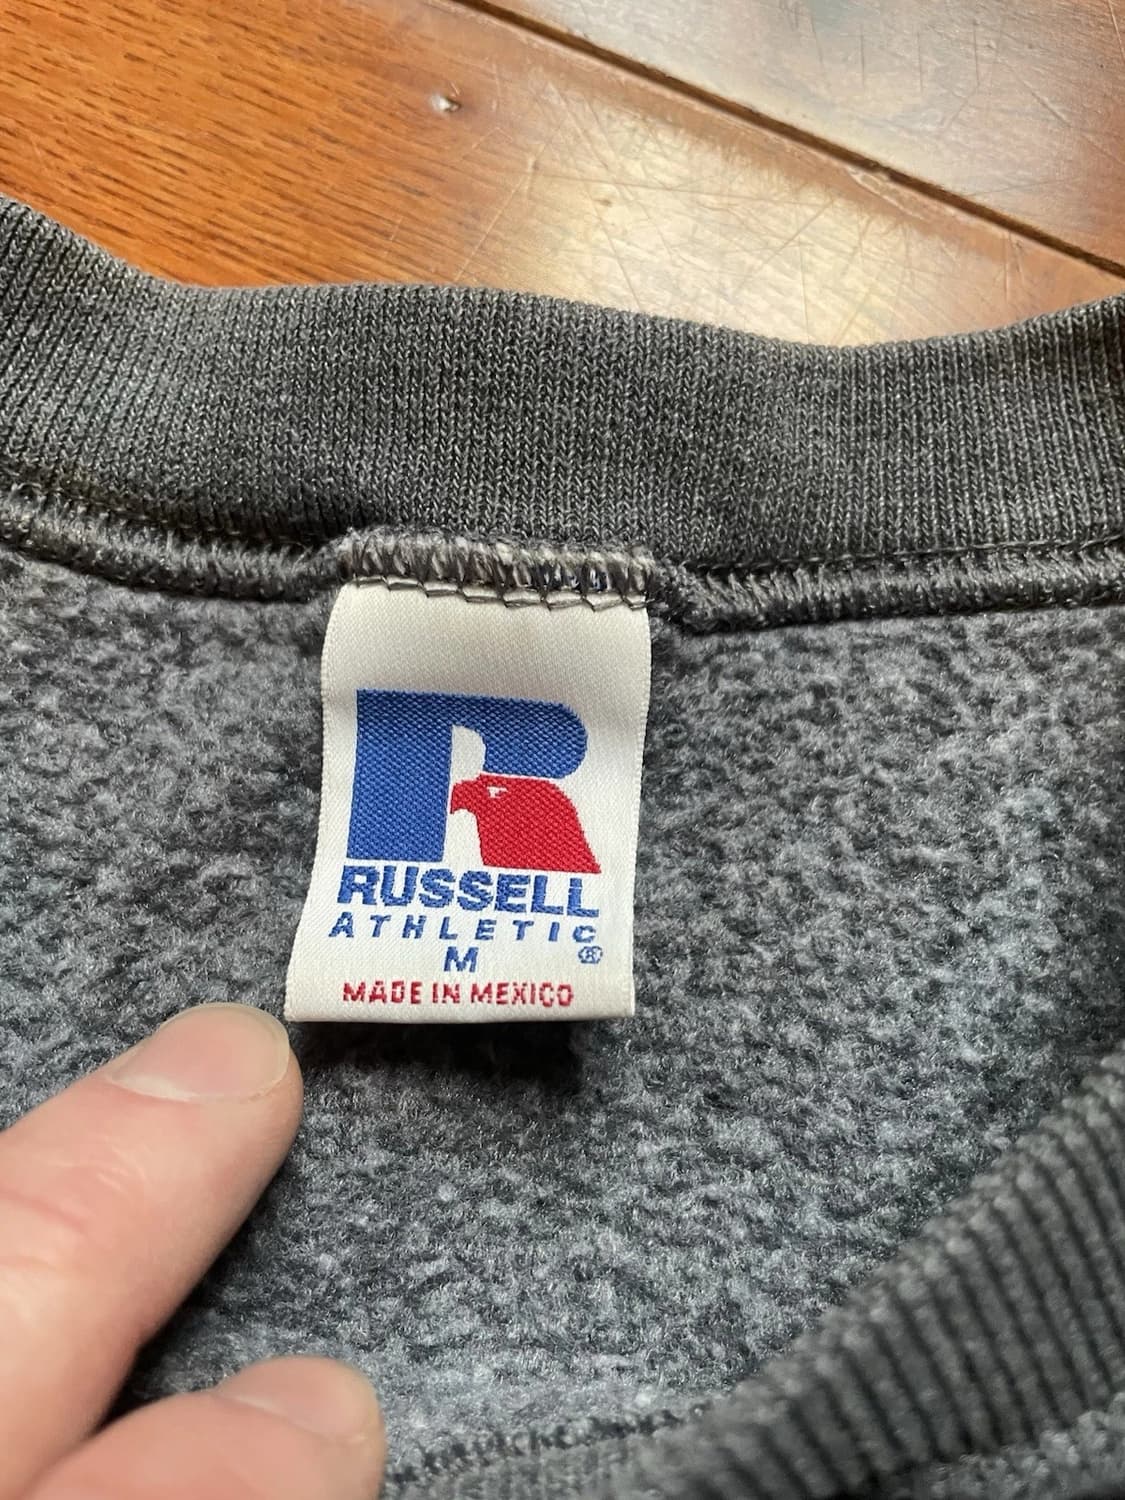 R
RUSSELL
ATHLETIC®
M
MADE IN MEXICO